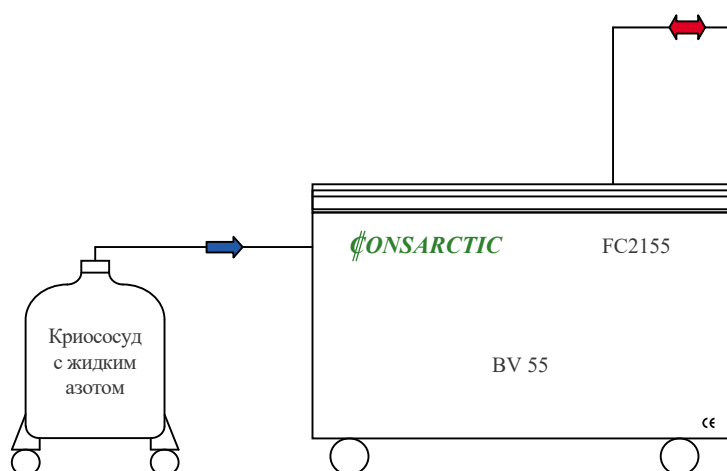 CONSARCTIC
FC2155
Криососуд
с жидким
азотом
BV 55
CE